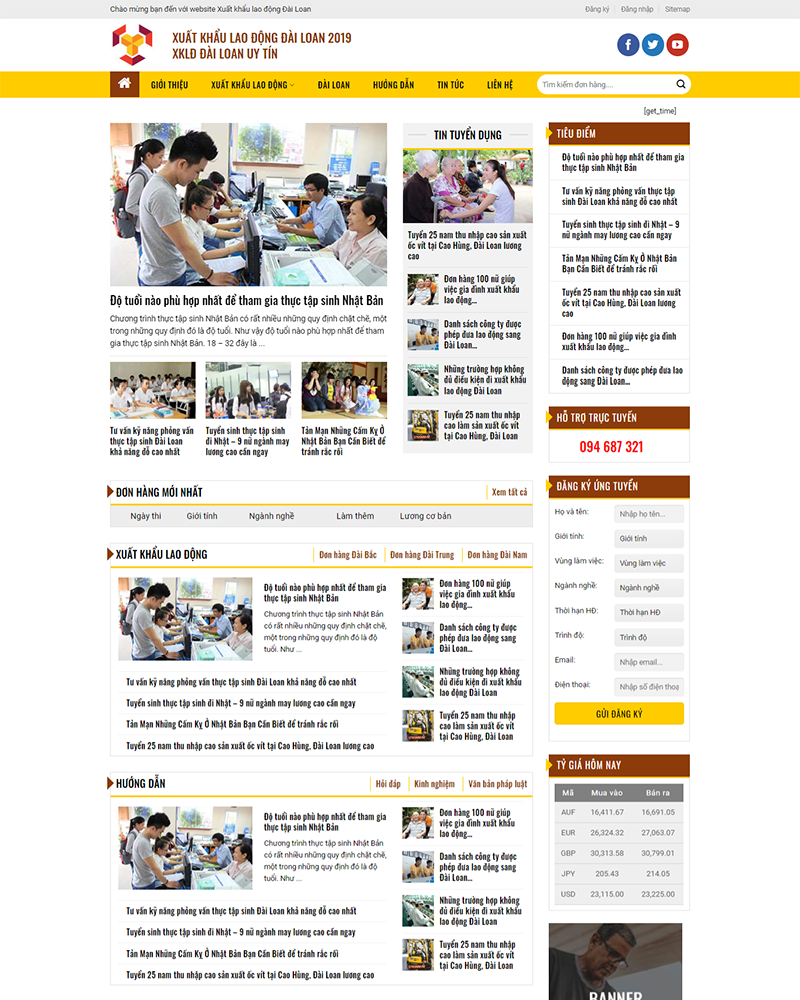 Chào mừng bạn đến với website Xuất khẩu lao động Đài Loan
Đăng ký
Đăng nhập
Sitemap
XUẤT KHẨU LAO ĐỘNG ĐÀI LOAN 2019
XKLĐ ĐÀI LOAN UY TÍN
GIỚI THIỆU
XUẤT KHẨU LAO ĐỘNG
ĐÀI LOAN
HƯỚNG DẪN
TIN TỨC
LIÊN HỆ
Tìm kiếm đơn hàng....
[get_time]
Độ tuổi nào phù hợp nhất để tham gia thực tập sinh Nhật Bản
Chương trình thực tập sinh Nhật Bản có rất nhiều những quy định chặt chẽ, một
trong những quy định đó là độ tuổi. Như vậy độ tuổi nào phù hợp nhất để tham
gia thực tập sinh Nhật Bản. 18 – 32 đây là ...
Tư vấn kỹ năng phỏng vấn
thực tập sinh Đài Loan
khả năng đỗ cao nhất
Tuyển sinh thực tập sinh
đi Nhật – 9 nữ ngành may
lương cao cần ngay
Tản Mạn Những Cấm Kỵ Ở
Nhật Bản Bạn Cần Biết để
tránh rắc rối
TIN TUYỂN DỤNG
Tuyển 25 nam thu nhập cao sản xuất
ốc vít tại Cao Hùng, Đài Loan lương
cao
Đơn hàng 100 nữ giúp
việc gia đình xuất khẩu
lao động...
Danh sách công ty được
phép đưa lao động sang
Đài Loan...
Những trường hợp không
đủ điều kiện đi xuất khẩu
lao động Đài Loan
Tuyển 25 nam thu nhập
cao làm sản xuất ốc vít
tại Cao Hùng, Đài Loan
TIÊU ĐIỂM
Độ tuổi nào phù hợp nhất để tham gia
thực tập sinh Nhật Bản
Tư vấn kỹ năng phỏng vấn thực tập
sinh Đài Loan khả năng đỗ cao nhất
Tuyển sinh thực tập sinh đi Nhật – 9
nữ ngành may lương cao cần ngay
Tản Mạn Những Cấm Kỵ Ở Nhật Bản
Bạn Cần Biết để tránh rắc rối
Tuyển 25 nam thu nhập cao sản xuất
ốc vít tại Cao Hùng, Đài Loan lương
cao
Đơn hàng 100 nữ giúp việc gia đình
xuất khẩu lao động...
Danh sách công ty được phép đưa lao
động sang Đài Loan...
HỖ TRỢ TRỰC TUYẾN
094 687 321
ĐƠN HÀNG MỚI NHẤT
Xem tất cả
Ngày thi
Giới tính
Ngành nghề
Làm thêm
Lương cơ bản
XUẤT KHẨU LAO ĐỘNG
Đơn hàng Đài Bắc
Đơn hàng Đài Trung
Đơn hàng Đài Nam
Độ tuổi nào phù hợp nhất để tham gia
thực tập sinh Nhật Bản
Chương trình thực tập sinh Nhật Bản
có rất nhiều những quy định chặt chẽ,
một trong những quy định đó là độ
tuổi. Như ...
Tư vấn kỹ năng phỏng vấn thực tập sinh Đài Loan khả năng đỗ cao nhất
Tuyển sinh thực tập sinh đi Nhật – 9 nữ ngành may lương cao cần ngay
Tản Mạn Những Cấm Kỵ Ở Nhật Bản Bạn Cần Biết để tránh rắc rối
Tuyển 25 nam thu nhập cao sản xuất ốc vít tại Cao Hùng, Đài Loan lương cao
Đơn hàng 100 nữ giúp
việc gia đình xuất khẩu
lao động...
Danh sách công ty được
phép đưa lao động sang
Đài Loan...
Những trường hợp không
đủ điều kiện đi xuất khẩu
lao động Đài Loan
Tuyển 25 nam thu nhập
cao làm sản xuất ốc vít
tại Cao Hùng, Đài Loan
ĐĂNG KÝ ỨNG TUYỂN
Họ và tên:
Nhập họ tên...
Giới tính:
Giới tính
Vùng làm việc:
Vùng làm việc
Ngành nghề:
Ngành nghề
Thời hạn HĐ:
Thời hạn HĐ
Trình độ:
Trình độ
Email:
Nhập email...
Điện thoại:
Nhập số điện thoại
GỬI ĐĂNG KÝ
HƯỚNG DẪN
Hỏi đáp
Kinh nghiệm
Văn bản pháp luật
Độ tuổi nào phù hợp nhất để tham gia
thực tập sinh Nhật Bản
Chương trình thực tập sinh Nhật Bản
có rất nhiều những quy định chặt chẽ,
một trong những quy định đó là độ
tuổi. Như ...
Tư vấn kỹ năng phỏng vấn thực tập sinh Đài Loan khả năng đỗ cao nhất
Tuyển sinh thực tập sinh đi Nhật – 9 nữ ngành may lương cao cần ngay
Tản Mạn Những Cấm Kỵ Ở Nhật Bản Bạn Cần Biết để tránh rắc rối
Tuyển 25 nam thu nhập cao sản xuất ốc vít tại Cao Hùng, Đài Loan lương cao
Đơn hàng 100 nữ giúp
việc gia đình xuất khẩu
lao động...
Danh sách công ty được
phép đưa lao động sang
Đài Loan...
Những trường hợp không
đủ điều kiện đi xuất khẩu
lao động Đài Loan
Tuyển 25 nam thu nhập
cao làm sản xuất ốc vít
tại Cao Hùng, Đài Loan
TỶ GIÁ HÔM NAY
Mã Mua vào Bán ra
AUF 16,411.67 16,691.05
EUR 26,324.32 27,063.07
GBP 30,313.58 30,799.01
JPY 205.43 214.05
USD 23,115.00 23,225.00
BANNER